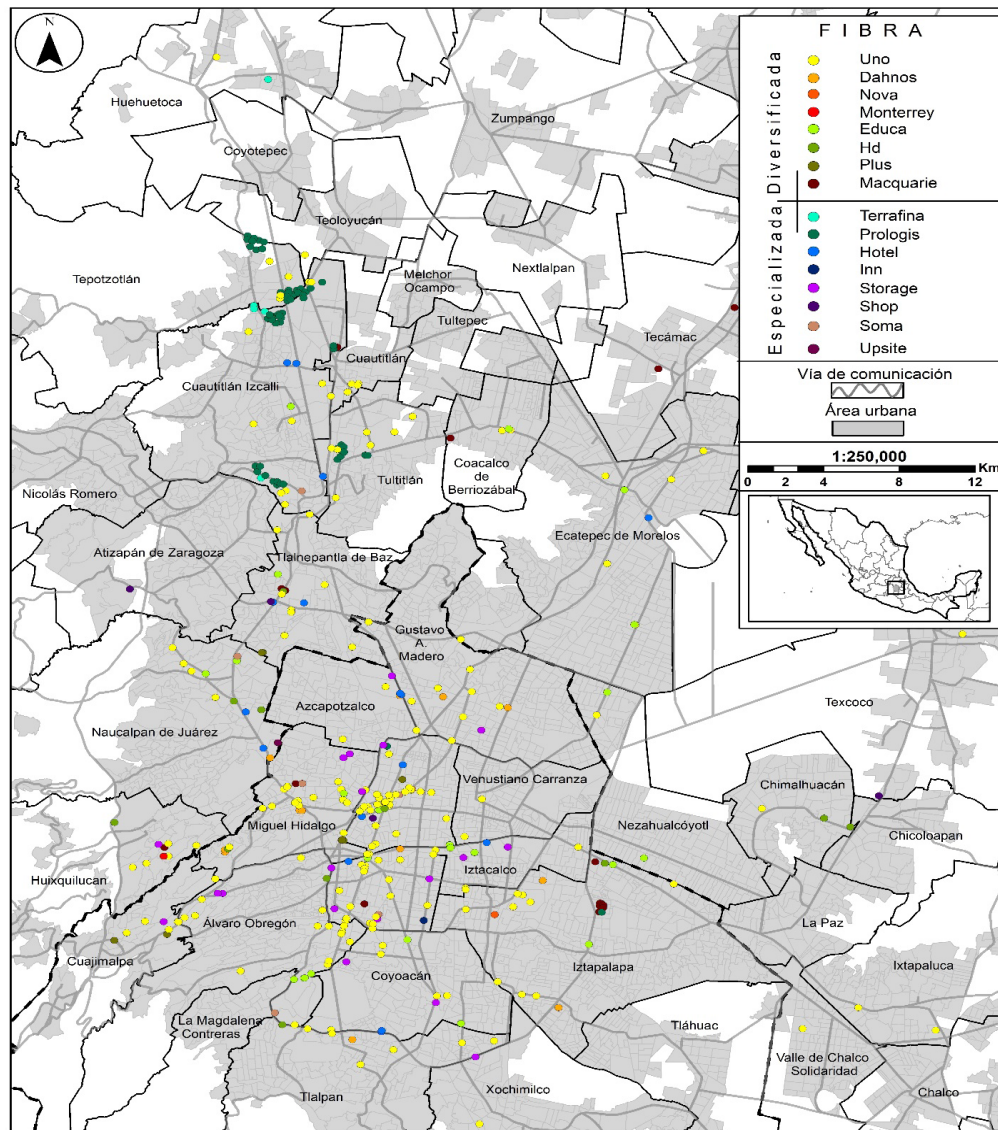 N
F I B R A
Diversificada
Uno
Dahnos
Nova
Monterrey
Educa
Hd
Plus
Macquarie
Especializada
Terrafina
Prologis
Hotel
Inn
Storage
Shop
Soma
Upsite
Vía de comunicación
Área urbana
1:250,000
Km
0 2 4 6 8 12
Huehuetoca
Zumpango
Coyotepec
Teoloyucán
Tepotzotlán
Nextlalpan
Melchor
Ocampo
Tultepec
Tecámac
Cuautitlán
Cuautitlán Izcalli
Coacalco
de
Berriozábal
Nicolás Romero
Tultitlán
Ecatepec de Morelos
Atizapán de Zaragoza
Tlalnepantla de Baz
Gustavo
A.
Madero
Texcoco
Azcapotzalco
Naucalpan de Juárez
Venustiano Carranza
Chimalhuacán
Miguel Hidalgo
Nezahualcóyotl
Chicoloapan
Iztacalco
Huixquilucan
Álvaro Obregón
La Paz
Cuajimalpa
Coyoacán
Iztapalapa
Ixtapaluca
La Magdalena
Contreras
Tláhuac
Valle de Chalco
Solidaridad
Tlalpan
Xochimilco
Chalco